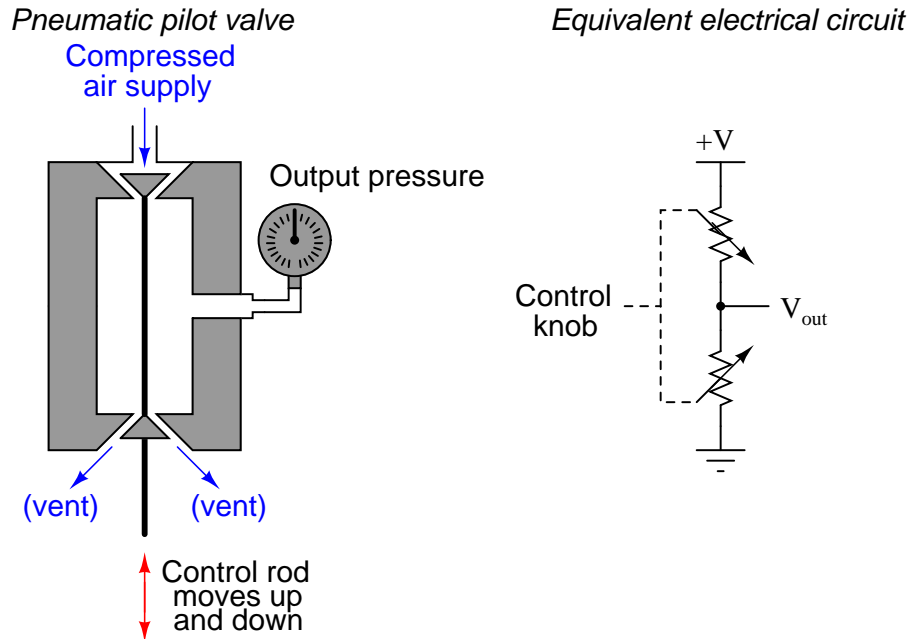 Pneumatic pilot valve
Compressed
air supply
Output pressure
(vent)
(vent)
Control rod
moves up
and down
Equivalent electrical circuit
+V
Control
knob
Vout